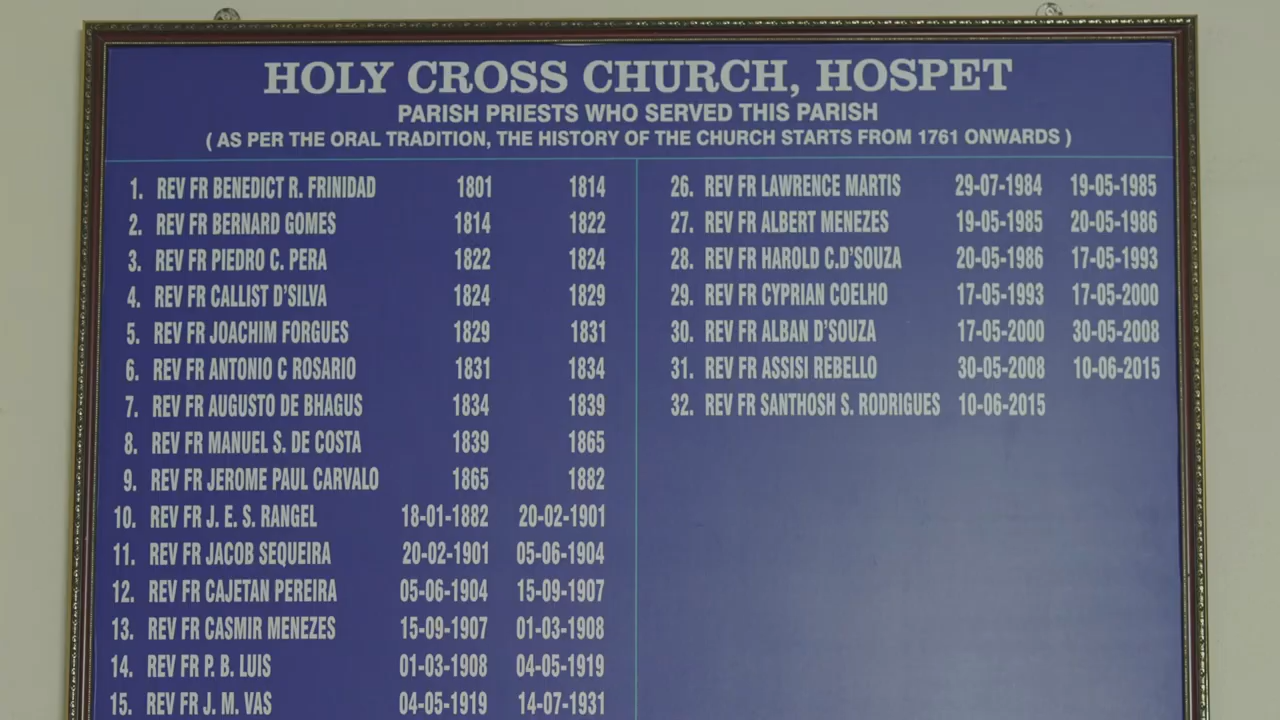 HOLY CROSS CHURCH, HOSPET
PARISH PRIESTS WHO SERVED THIS PARISH
( AS PER THE ORAL TRADITION, THE HISTORY OF THE CHURCH STARTS FROM 1761 ONWARDS )
1. REV FR BENEDICT R. FRINIDAD 1801 1814
2. REV FR BERNARD GOMES 1814 1822
3. REV FR PIEDRO C. PERA 1822 1824
4. REV FR CALLIST D'SILVA 1824 1829
5. REV FR JOACHIM FORGUES 1829 1831
6. REV FR ANTONIO C ROSARIO 1831 1834
7. REV FR AUGUSTO DE BHAGUS 1834 1839
8. REV FR MANUEL S. DE COSTA 1839 1865
9. REV FR JEROME PAUL CARVALO 1865 1882
10. REV FR J. E. S. RANGEL 18-01-1882 20-02-1901
11. REV FR JACOB SEQUEIRA 20-02-1901 05-06-1904
12. REV FR CAJETAN PEREIRA 05-06-1904 15-09-1907
13. REV FR CASMIR MENEZES 15-09-1907 01-03-1908
14. REV FR P. B. LUIS 01-03-1908 04-05-1919
15. REV FR J. M. VAS 04-05-1919 14-07-1931
26. REV FR LAWRENCE MARTIS 29-07-1984 19-05-1985
27. REV FR ALBERT MENEZES 19-05-1985 20-05-1986
28. REV FR HAROLD C.D'SOUZA 20-05-1986 17-05-1993
29. REV FR CYPRIAN COELHO 17-05-1993 17-05-2000
30. REV FR ALBAN D'SOUZA 17-05-2000 30-05-2008
31. REV FR ASSISI REBELLO 30-05-2008 10-06-2015
32. REV FR SANTHOSH S. RODRIGUES 10-06-2015